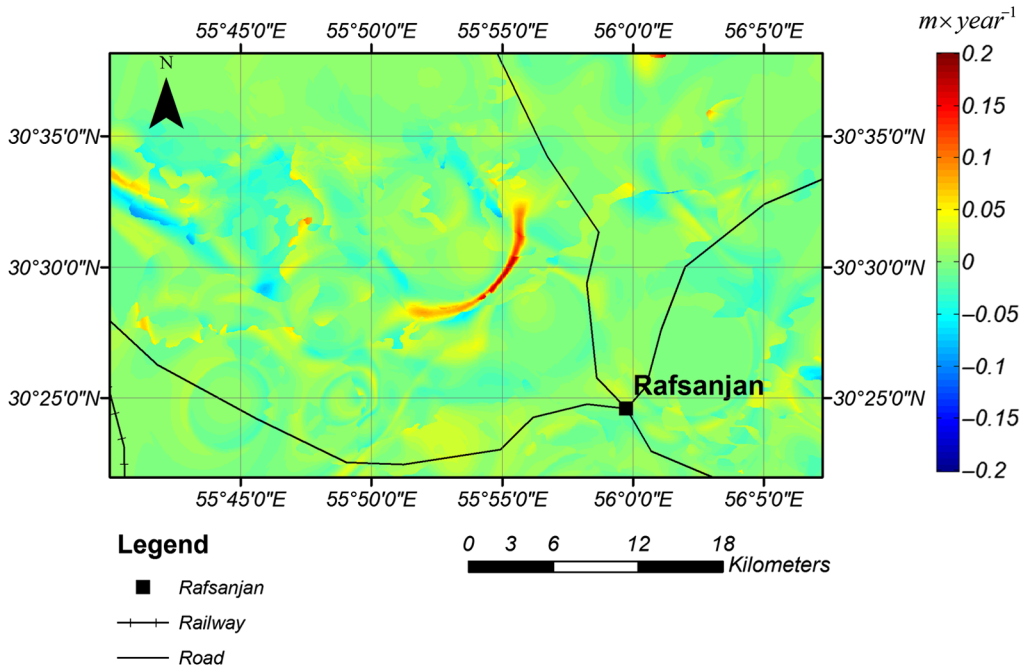 m× year⁻¹
55°45'0"E 55°50'0"E 55°55'0"E 56°0'0"E 56°5'0"E
N
30°35'0"N 30°35'0"N
30°30'0"N 30°30'0"N
30°25'0"N 30°25'0"N
Rafsanjan
55°45'0"E 55°50'0"E 55°55'0"E 56°0'0"E 56°5'0"E
0.2
0.15
0.1
0.05
0
−0.05
−0.1
−0.15
−0.2
Legend
Rafsanjan
Railway
Road
0 3 6 12 18
Kilometers